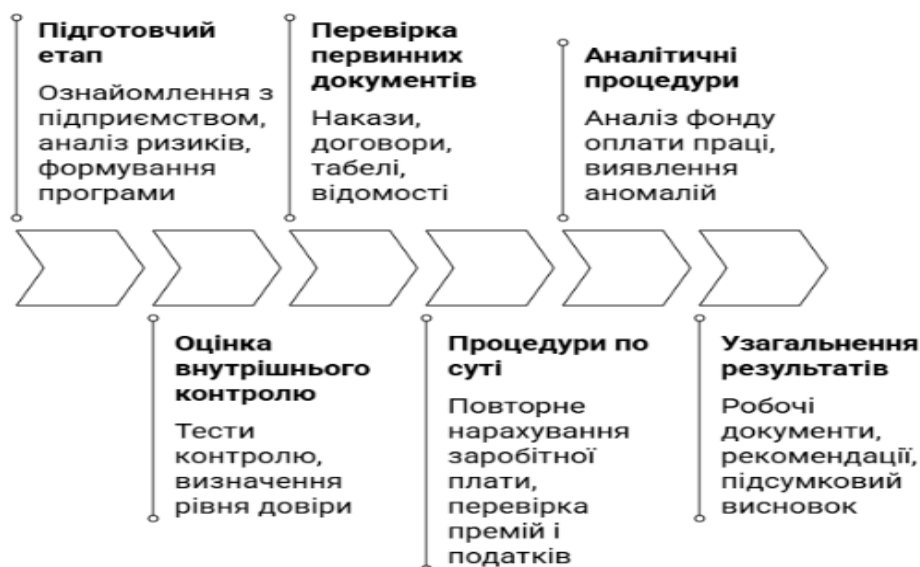 Підготовчий
етап
Ознайомлення з
підприємством,
аналіз ризиків,
формування
програми
Перевірка
первинних
документів
Накази,
договори,
табелі,
відомості
Аналітичні
процедури
Аналіз фонду
оплати праці,
виявлення
аномалій
Оцінка
внутрішнього
контролю
Тести
контролю,
визначення
рівня довіри
Процедури по
суті
Повторне
нарахування
заробітної
плати,
перевірка
премій і
податків
Узагальнення
результатів
Робочі
документи,
рекомендації,
підсумковий
висновок